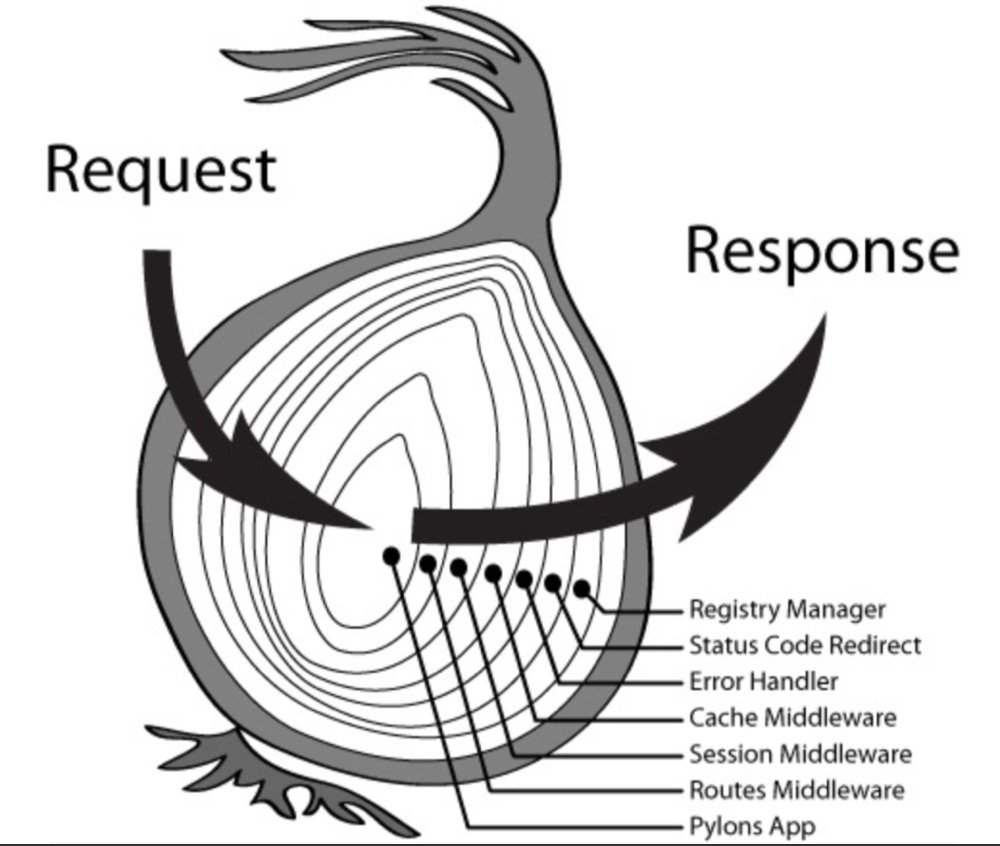 Request
Response
Registry Manager
Status Code Redirect
Error Handler
Cache Middleware
Session Middleware
Routes Middleware
Pylons App